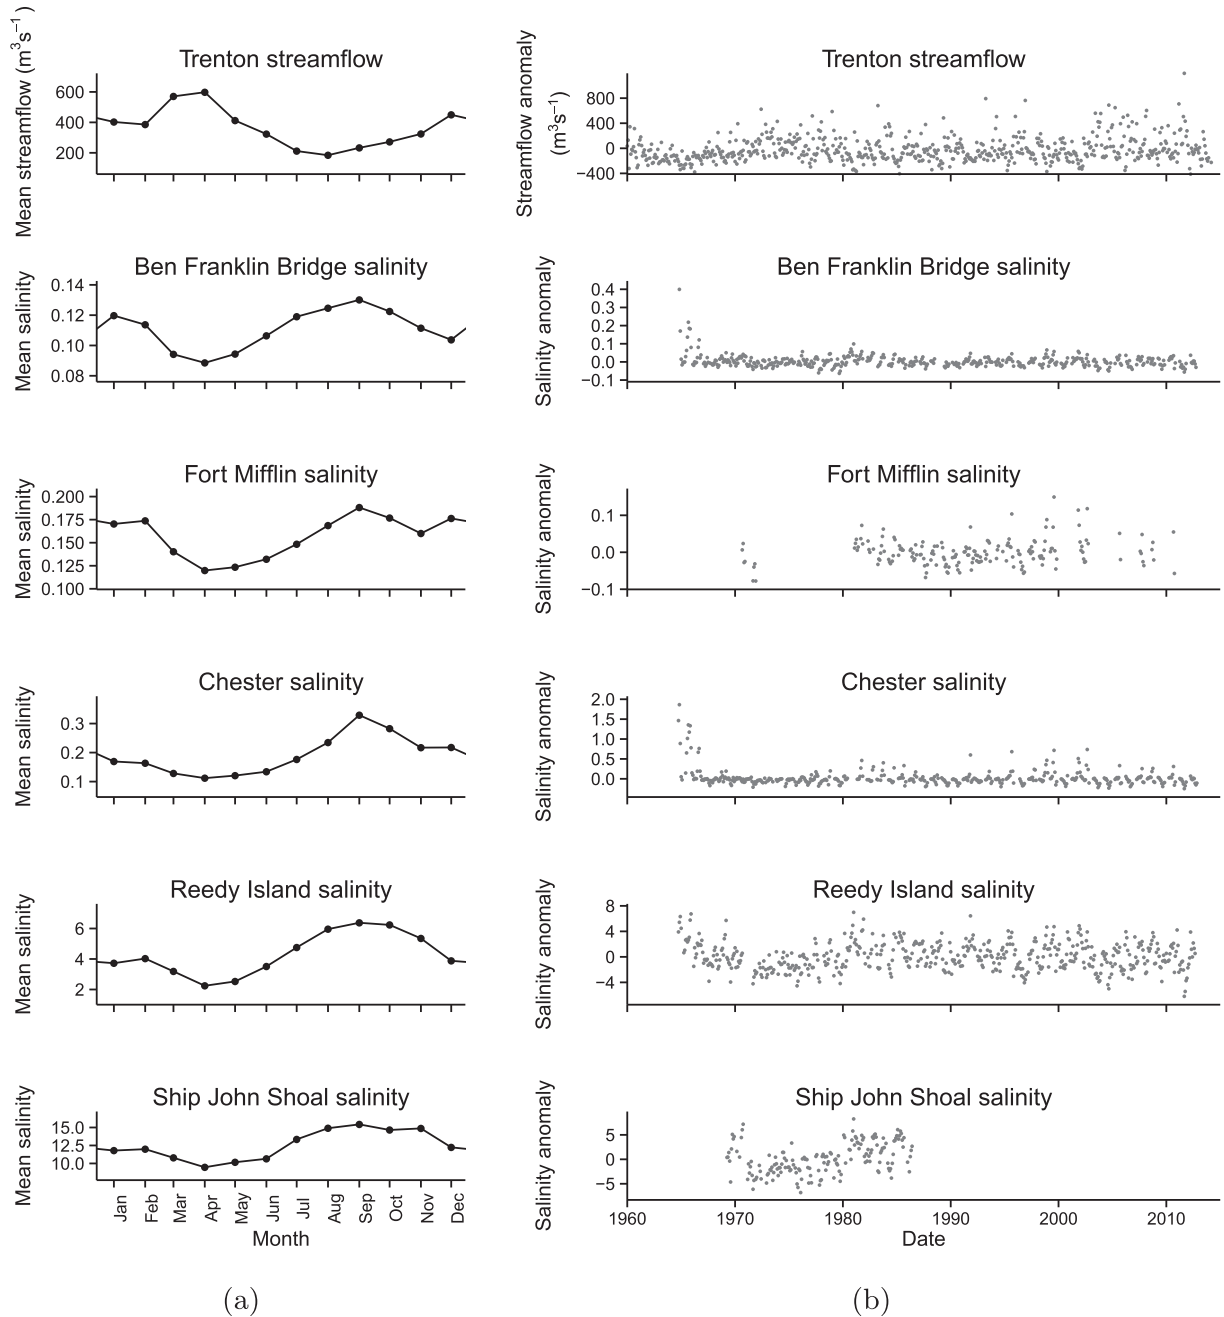 Trenton streamflow
Mean streamflow (m³s⁻¹)
600
400
200
Ben Franklin Bridge salinity
Mean salinity
0.14
0.12
0.10
0.08
Fort Mifflin salinity
Mean salinity
0.200
0.175
0.150
0.125
0.100
Chester salinity
Mean salinity
0.3
0.2
0.1
Reedy Island salinity
Mean salinity
6
4
2
Ship John Shoal salinity
Mean salinity
15.0
12.5
10.0
Jan Feb Mar Apr May Jun Jul Aug Sep Oct Nov Dec
Month
(a)
Trenton streamflow
Streamflow anomaly
(m³s⁻¹)
800
400
0
−400
Ben Franklin Bridge salinity
Salinity anomaly
0.4
0.3
0.2
0.1
0.0
−0.1
Fort Mifflin salinity
Salinity anomaly
0.1
0.0
−0.1
Chester salinity
Salinity anomaly
2.0
1.5
1.0
0.5
0.0
Reedy Island salinity
Salinity anomaly
8
4
0
−4
Ship John Shoal salinity
Salinity anomaly
5
0
−5
1960 1970 1980 1990 2000 2010
Date
(b)